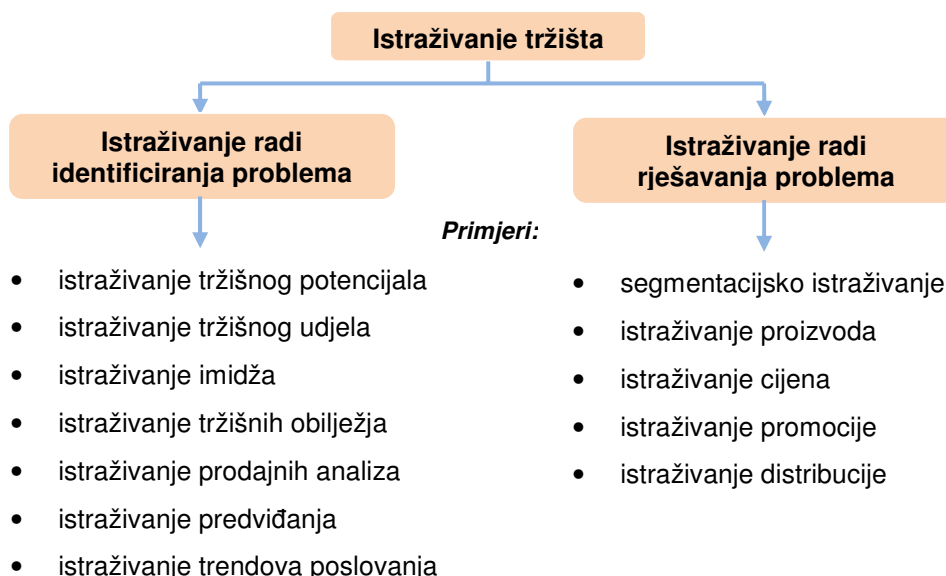 Istraživanje tržišta
Istraživanje radi
identificiranja problema
Istraživanje radi
rješavanja problema
Primjeri:
• istraživanje tržišnog potencijala
• istraživanje tržišnog udjela
• istraživanje imidža
• istraživanje tržišnih obilježja
• istraživanje prodajnih analiza
• istraživanje predviđanja
• istraživanje trendova poslovanja
• segmentacijsko istraživanje
• istraživanje proizvoda
• istraživanje cijena
• istraživanje promocije
• istraživanje distribucije